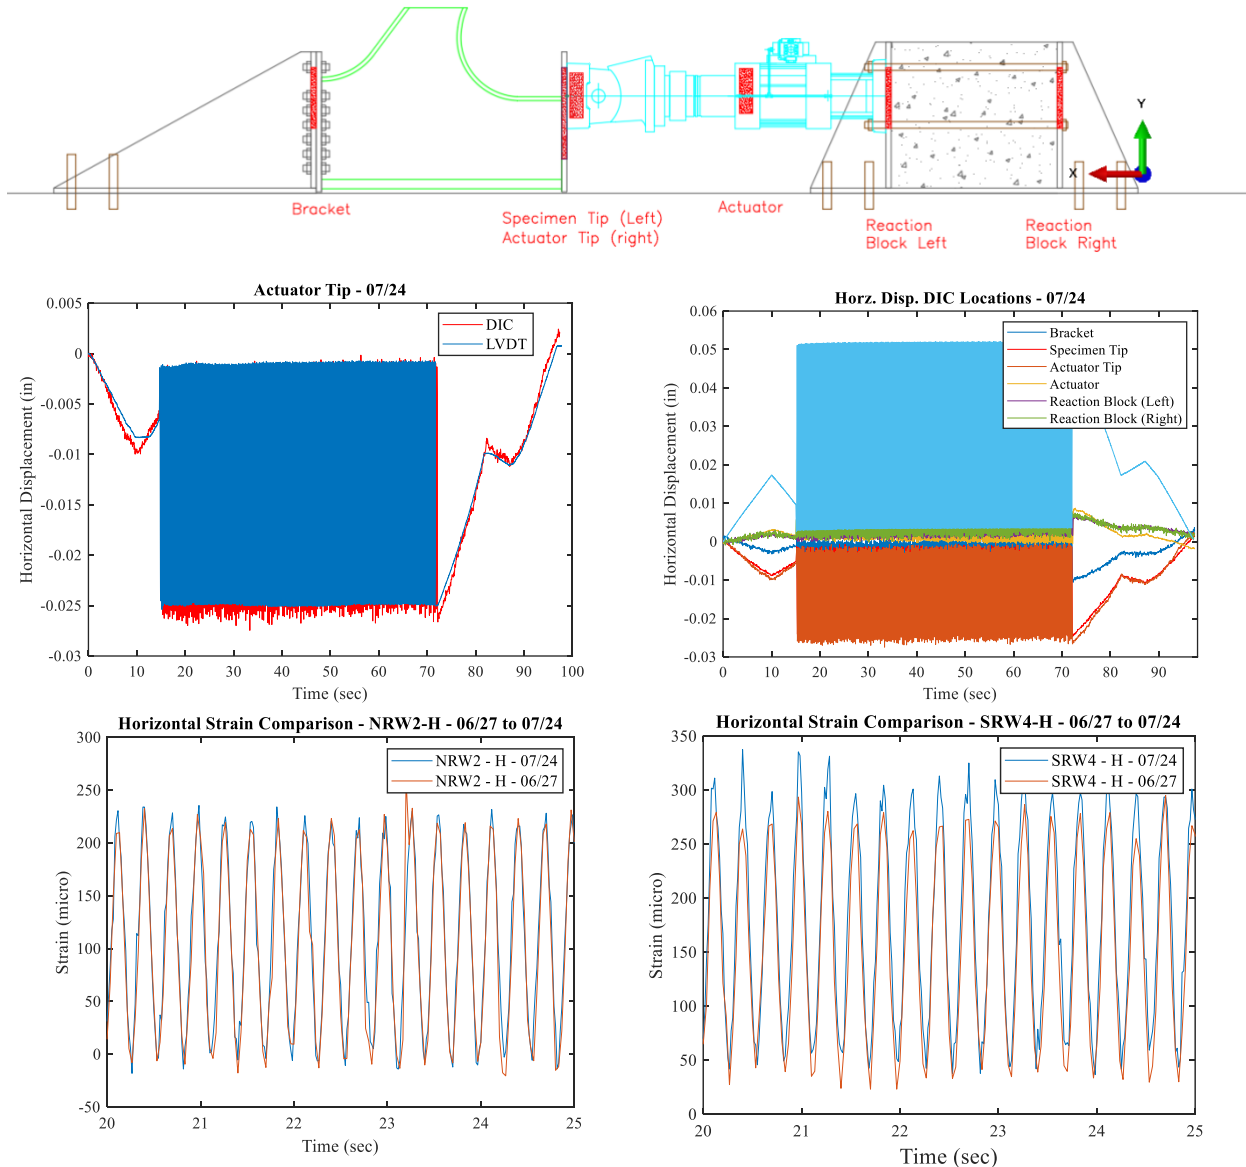 Y
X
Bracket
Specimen Tip (Left)
Actuator Tip (right)
Actuator
Reaction
Block Left
Reaction
Block Right
Actuator Tip - 07/24
0.005
0
-0.005
-0.01
-0.015
-0.02
-0.025
-0.03
0 10 20 30 40 50 60 70 80 90 100
Horizontal Displacement (in)
Time (sec)
DIC
LVDT
Horz. Disp. DIC Locations - 07/24
0.06
0.05
0.04
0.03
0.02
0.01
0
-0.01
-0.02
-0.03
0 10 20 30 40 50 60 70 80 90
Horizontal Displacement (in)
Time (sec)
Bracket
Specimen Tip
Actuator Tip
Actuator
Reaction Block (Left)
Reaction Block (Right)
Horizontal Strain Comparison - NRW2-H - 06/27 to 07/24
300
250
200
150
100
50
0
-50
20 21 22 23 24 25
Strain (micro)
Time (sec)
NRW2 - H - 07/24
NRW2 - H - 06/27
Horizontal Strain Comparison - SRW4-H - 06/27 to 07/24
350
300
250
200
150
100
50
0
20 21 22 23 24 25
Strain (micro)
Time (sec)
SRW4 - H - 07/24
SRW4 - H - 06/27